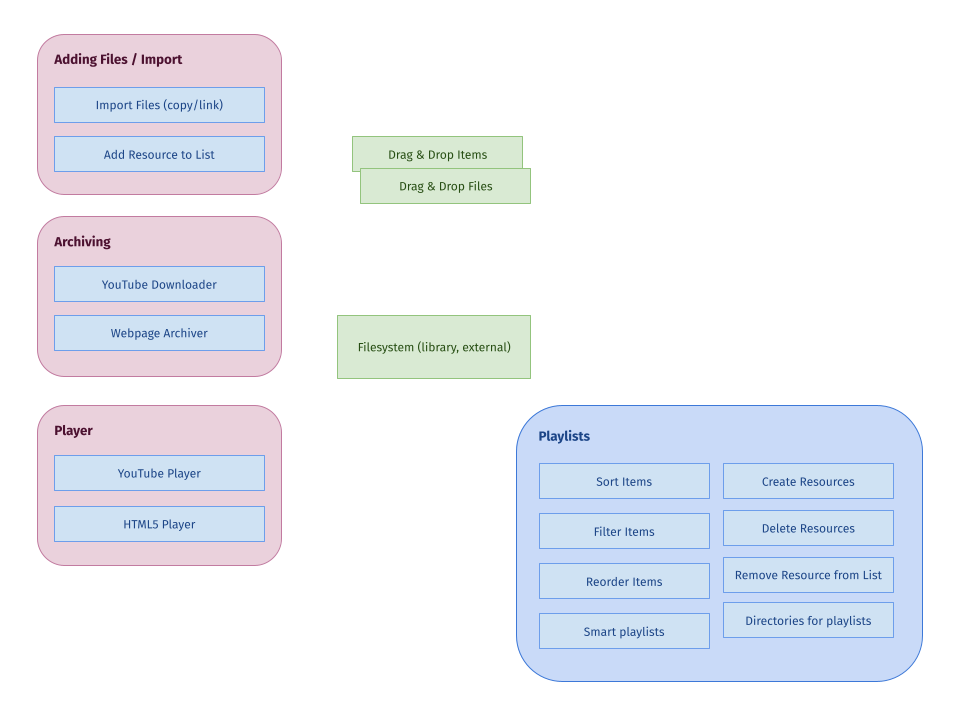 Adding Files / Import
Import Files (copy/link)
Add Resource to List
Drag & Drop Items
Drag & Drop Files
Archiving
YouTube Downloader
Webpage Archiver
Filesystem (library, external)
Player
YouTube Player
HTML5 Player
Playlists
Sort Items
Filter Items
Reorder Items
Smart playlists
Create Resources
Delete Resources
Remove Resource from List
Directories for playlists